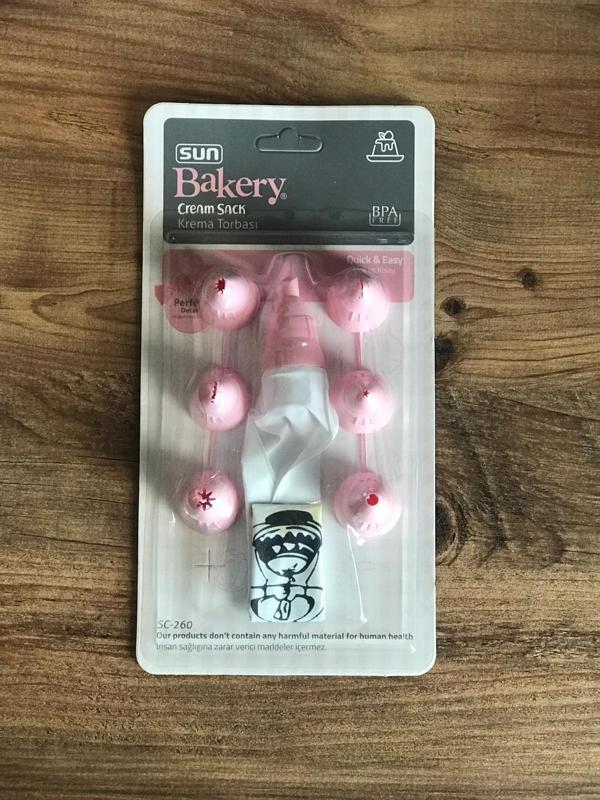 sun
Bakery®
Cream Sack
Krema Torbası
BPA
FREE
Quick & Easy
SC-260
Our products don't contain any harmful material for human health
İnsan sağlığına zarar verici maddeler içermez.